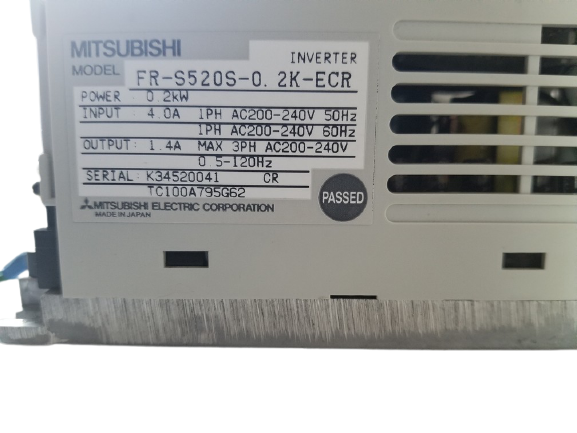 MITSUBISHI
INVERTER
MODEL FR-S520S-0.2K-ECR
POWER : 0.2kW
INPUT : 4.0A 1PH AC200-240V 50Hz
1PH AC200-240V 60Hz
OUTPUT: 1.4A MAX 3PH AC200-240V
0.5-120Hz
SERIAL: K34520041 CR
TC100A795G62
PASSED
MITSUBISHI ELECTRIC CORPORATION
MADE IN JAPAN